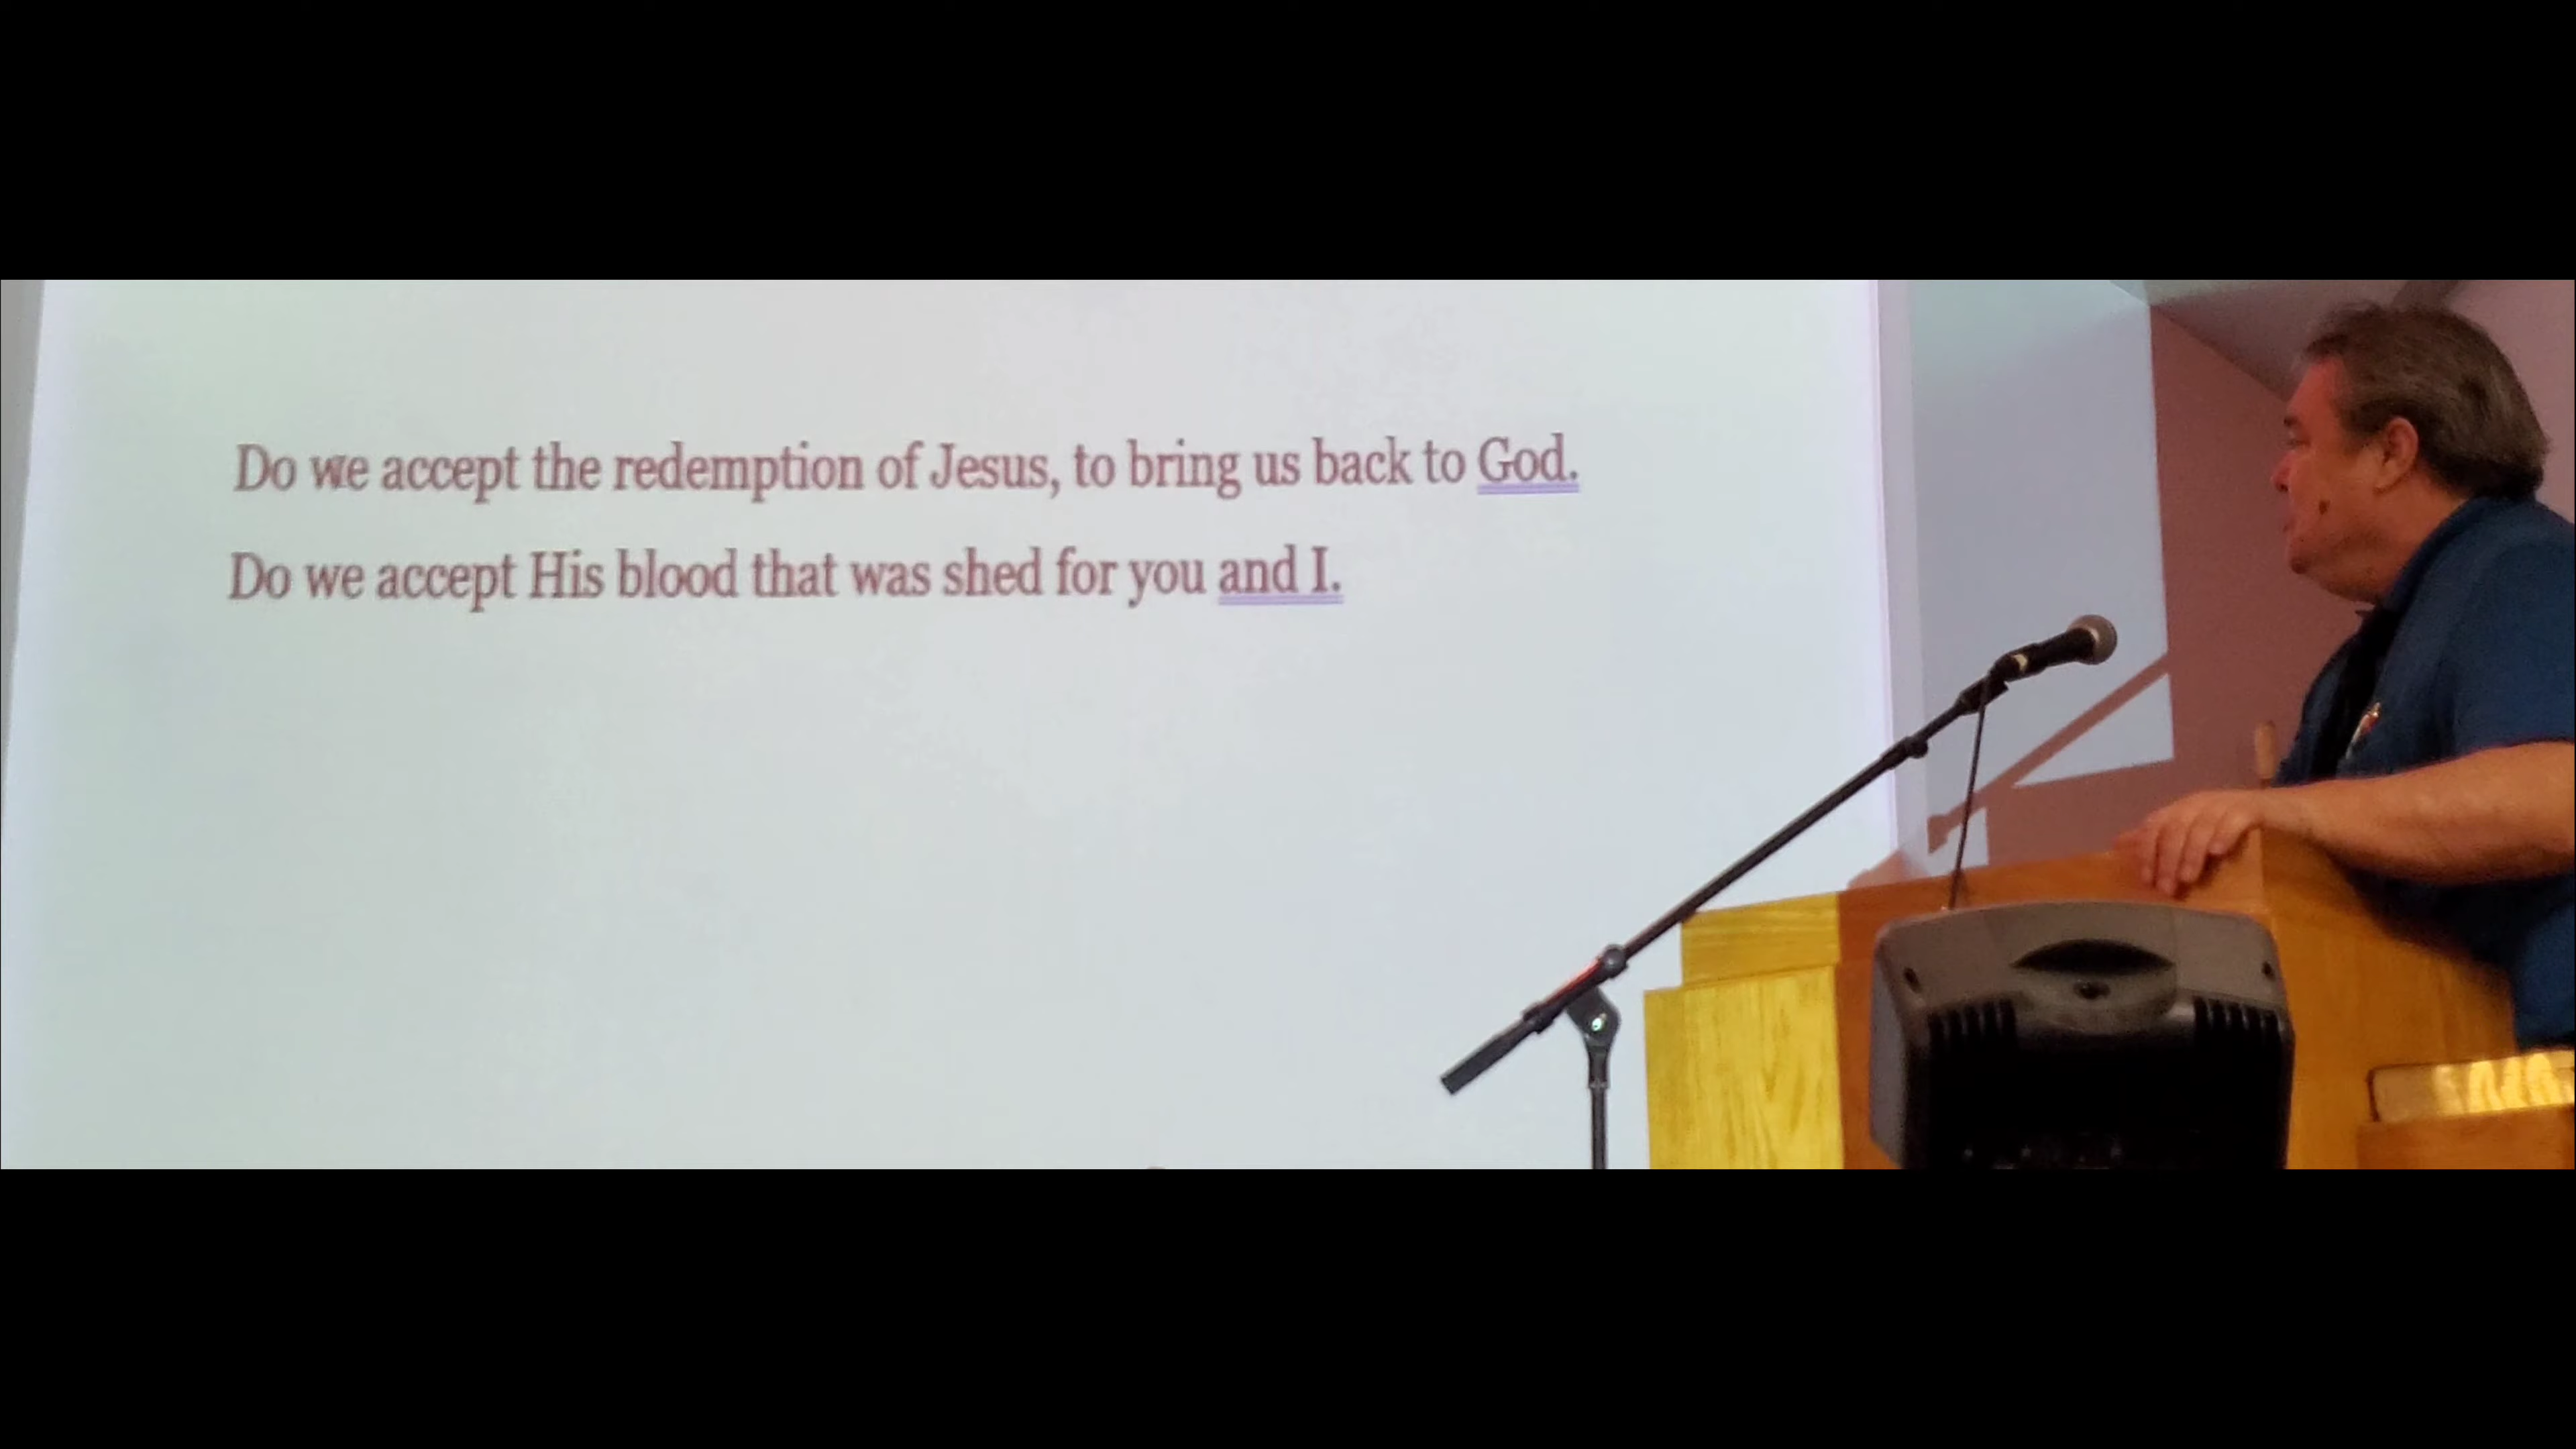 Do we accept the redemption of Jesus, to bring us back to God.
Do we accept His blood that was shed for you and I.